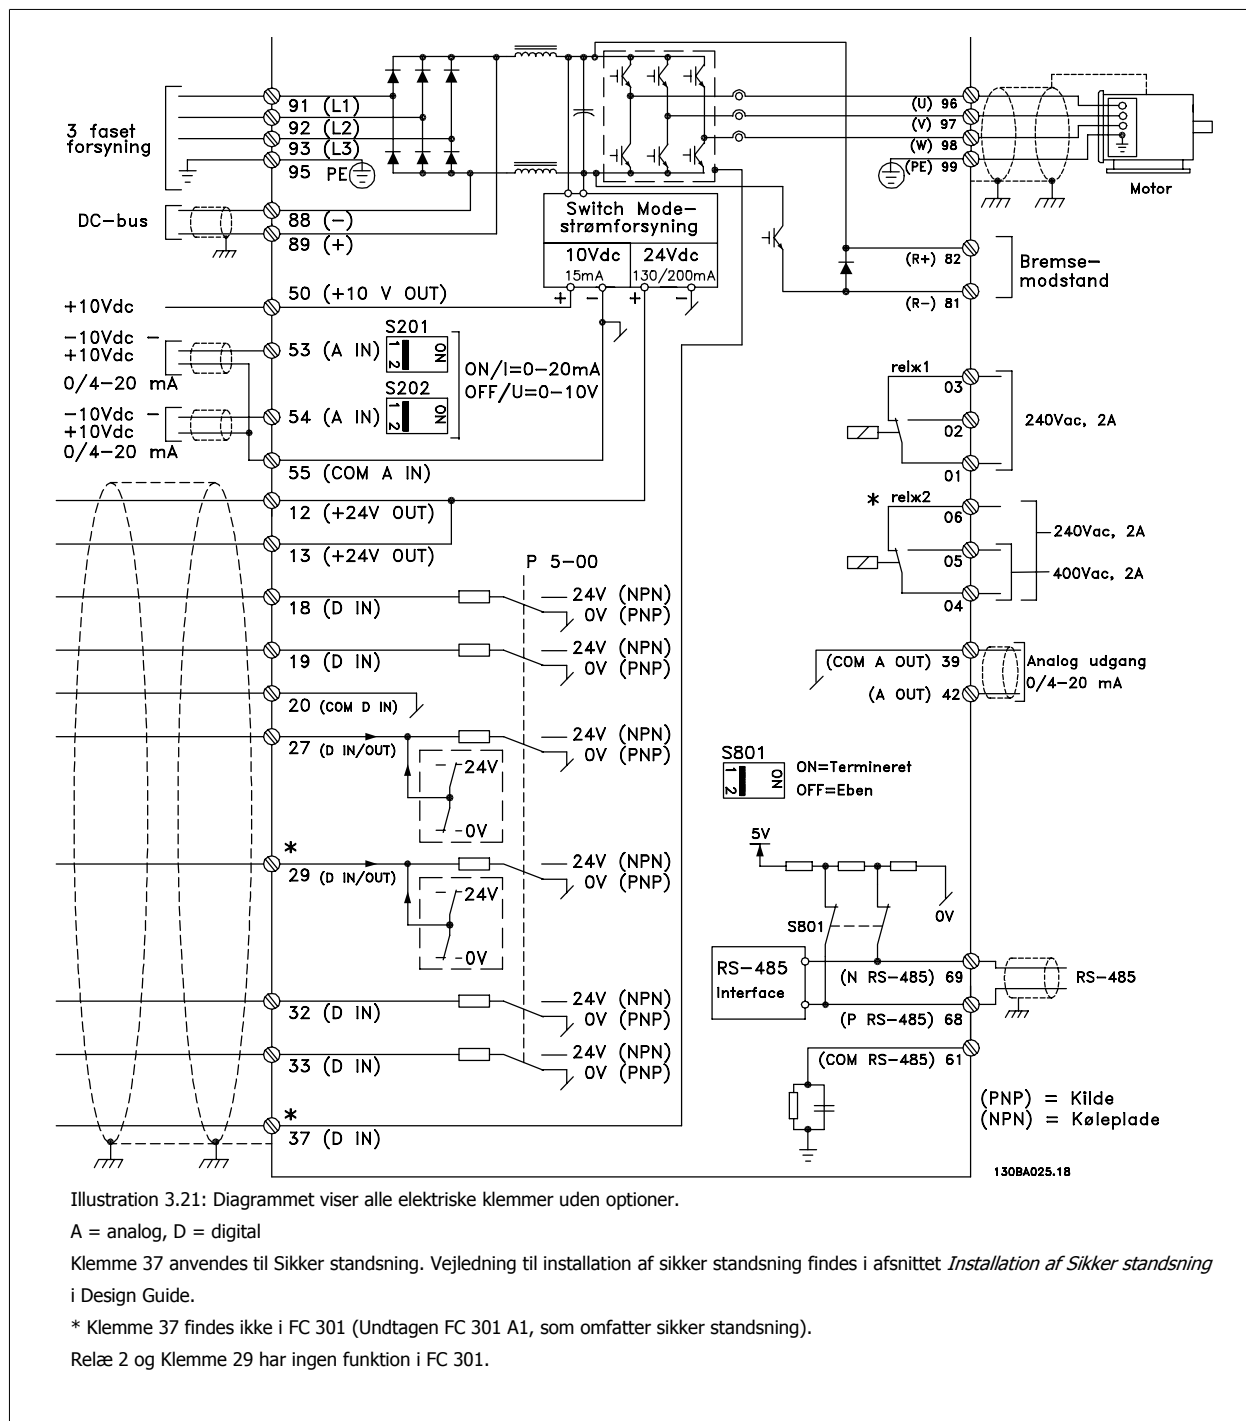 3 faset
forsyning
91 (L1)
92 (L2)
93 (L3)
95 PE
DC-bus
88 (-)
89 (+)
+10Vdc
50 (+10 V OUT)
-10Vdc -
+10Vdc
0/4-20 mA
53 (A IN)
S201
ON
1 2
ON/I=0-20mA
OFF/U=0-10V
-10Vdc -
+10Vdc
0/4-20 mA
54 (A IN)
S202
ON
1 2
55 (COM A IN)
12 (+24V OUT)
13 (+24V OUT)
P 5-00
18 (D IN)
24V (NPN)
0V (PNP)
19 (D IN)
24V (NPN)
0V (PNP)
20 (COM D IN)
27 (D IN/OUT)
24V (NPN)
0V (PNP)
24V
0V
*
29 (D IN/OUT)
24V (NPN)
0V (PNP)
24V
0V
32 (D IN)
24V (NPN)
0V (PNP)
33 (D IN)
24V (NPN)
0V (PNP)
*
37 (D IN)
Switch Mode-
strømforsyning
10Vdc
15mA
24Vdc
130/200mA
+ - + -
(U) 96
(V) 97
(W) 98
(PE) 99
Motor
(R+) 82
(R-) 81
Bremse-
modstand
relæ1
03
02
01
240Vac, 2A
* relæ2
06
05
04
240Vac, 2A
400Vac, 2A
(COM A OUT) 39
(A OUT) 42
Analog udgang
0/4-20 mA
S801
ON
1 2
ON=Termineret
OFF=Eben
5V
0V
S801
RS-485
Interface
(N RS-485) 69
(P RS-485) 68
(COM RS-485) 61
RS-485
(PNP) = Kilde
(NPN) = Køleplade
130BA025.18
Illustration 3.21: Diagrammet viser alle elektriske klemmer uden optioner.
A = analog, D = digital
Klemme 37 anvendes til Sikker standsning. Vejledning til installation af sikker standsning findes i afsnittet Installation af Sikker standsning
i Design Guide.
* Klemme 37 findes ikke i FC 301 (Undtagen FC 301 A1, som omfatter sikker standsning).
Relæ 2 og Klemme 29 har ingen funktion i FC 301.